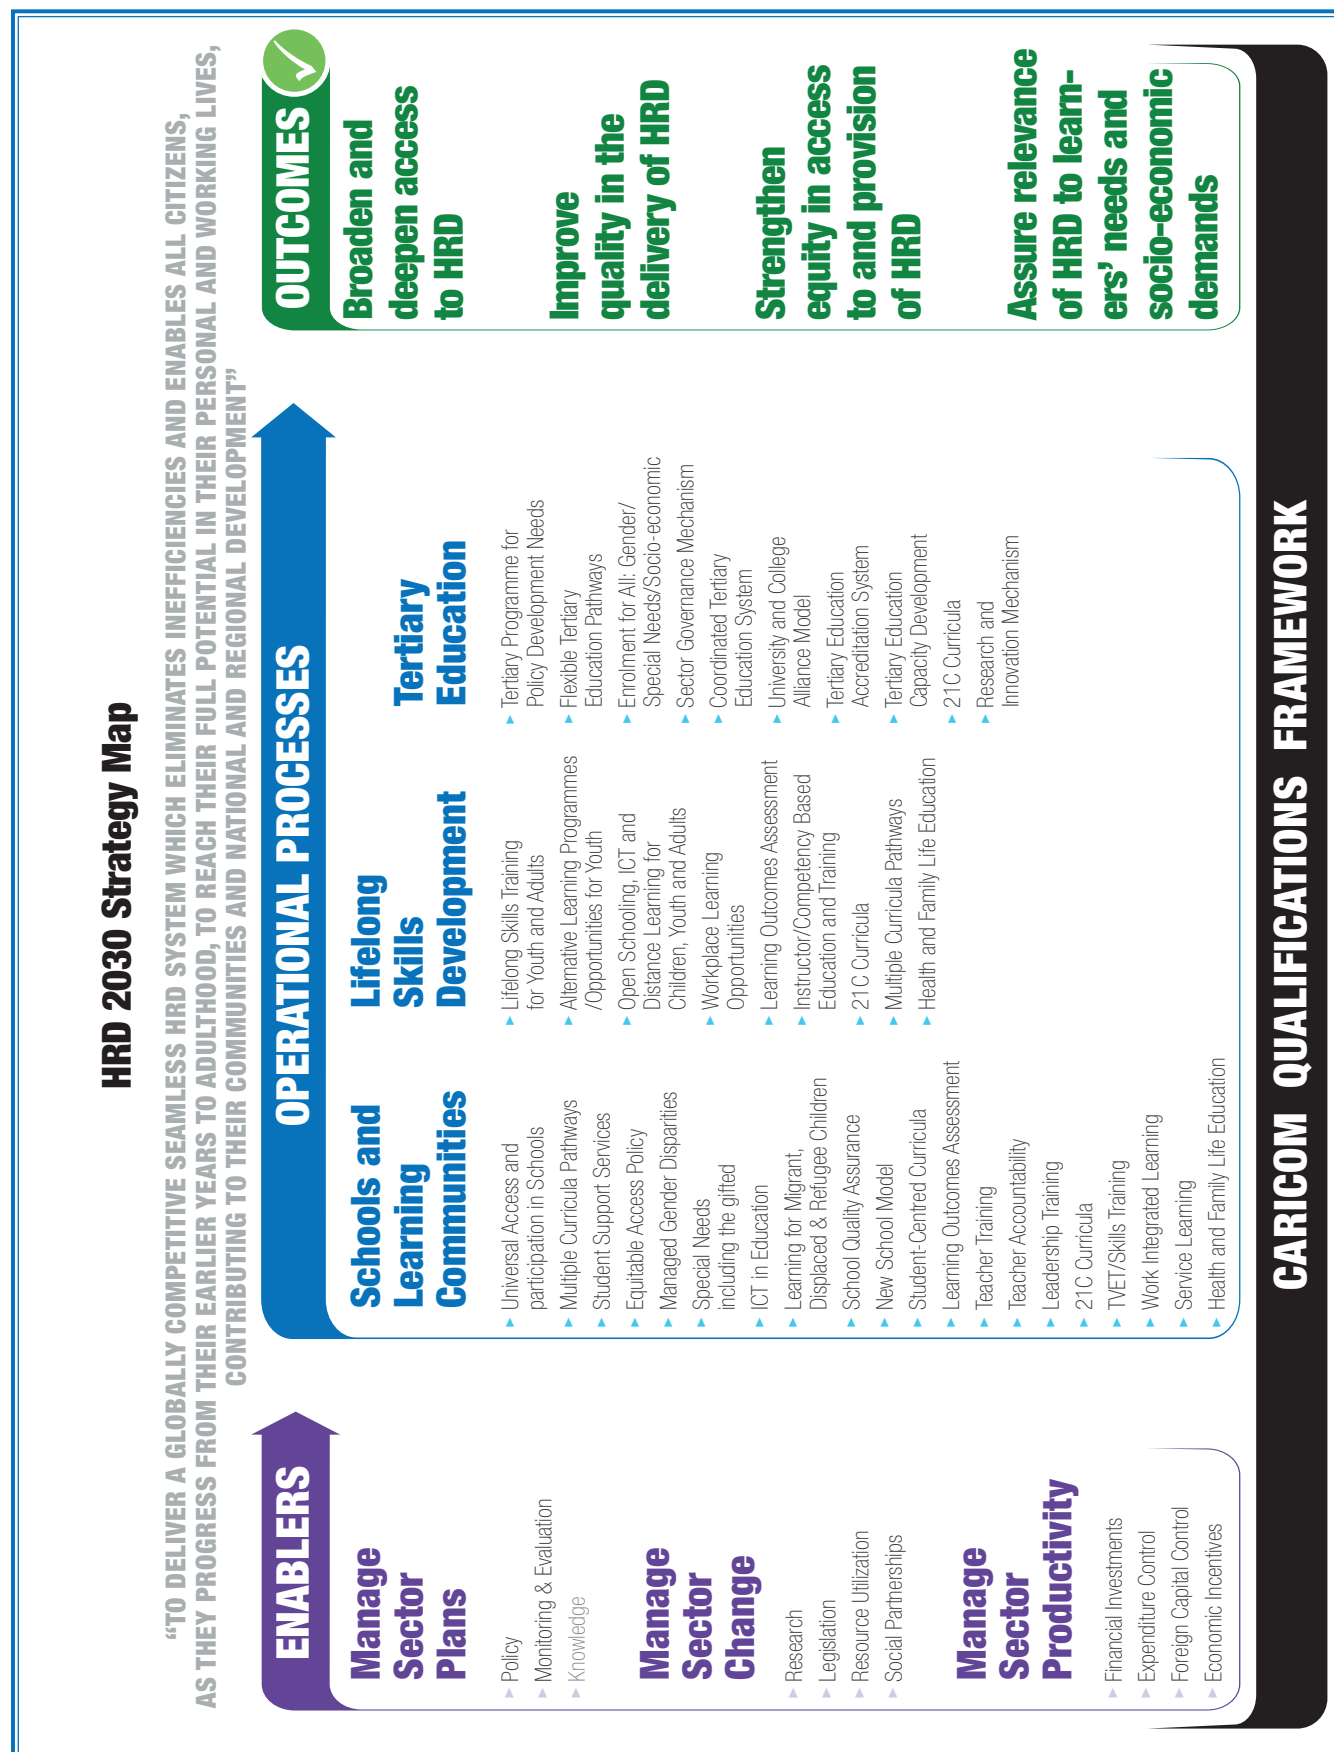 HRD 2030 Strategy Map
“TO DELIVER A GLOBALLY COMPETITIVE SEAMLESS HRD SYSTEM WHICH ELIMINATES INEFFICIENCIES AND ENABLES ALL CITIZENS,
AS THEY PROGRESS FROM THEIR EARLIER YEARS TO ADULTHOOD, TO REACH THEIR FULL POTENTIAL IN THEIR PERSONAL AND WORKING LIVES,
CONTRIBUTING TO THEIR COMMUNITIES AND NATIONAL AND REGIONAL DEVELOPMENT”
ENABLERS
Manage
Sector
Plans
Policy
Monitoring & Evaluation
Knowledge
Manage
Sector
Change
Research
Legislation
Resource Utilization
Social Partnerships
Manage
Sector
Productivity
Financial Investments
Expenditure Control
Foreign Capital Control
Economic Incentives
OPERATIONAL PROCESSES
Schools and
Learning
Communities
Universal Access and
participation in Schools
Multiple Curricula Pathways
Student Support Services
Equitable Access Policy
Managed Gender Disparities
Special Needs
including the gifted
ICT in Education
Learning for Migrant,
Displaced & Refugee Children
School Quality Assurance
New School Model
Student-Centred Curricula
Learning Outcomes Assessment
Teacher Training
Teacher Accountability
Leadership Training
21C Curricula
TVET/Skills Training
Work Integrated Learning
Service Learning
Health and Family Life Education
Lifelong
Skills
Development
Lifelong Skills Training
for Youth and Adults
Alternative Learning Programmes
/Opportunities for Youth
Open Schooling, ICT and
Distance Learning for
Children, Youth and Adults
Workplace Learning
Opportunities
Learning Outcomes Assessment
Instructor/Competency Based
Education and Training
21C Curricula
Multiple Curricula Pathways
Health and Family Life Education
Tertiary
Education
Tertiary Programme for
Policy Development Needs
Flexible Tertiary
Education Pathways
Enrolment for All: Gender/
Special Needs/Socio-economic
Sector Governance Mechanism
Coordinated Tertiary
Education System
University and College
Alliance Model
Tertiary Education
Accreditation System
Tertiary Education
Capacity Development
21C Curricula
Research and
Innovation Mechanism
OUTCOMES
Broaden and
deepen access
to HRD
Improve
quality in the
delivery of HRD
Strengthen
equity in access
to and provision
of HRD
Assure relevance
of HRD to learn-
ers’ needs and
socio-economic
demands
CARICOM QUALIFICATIONS FRAMEWORK